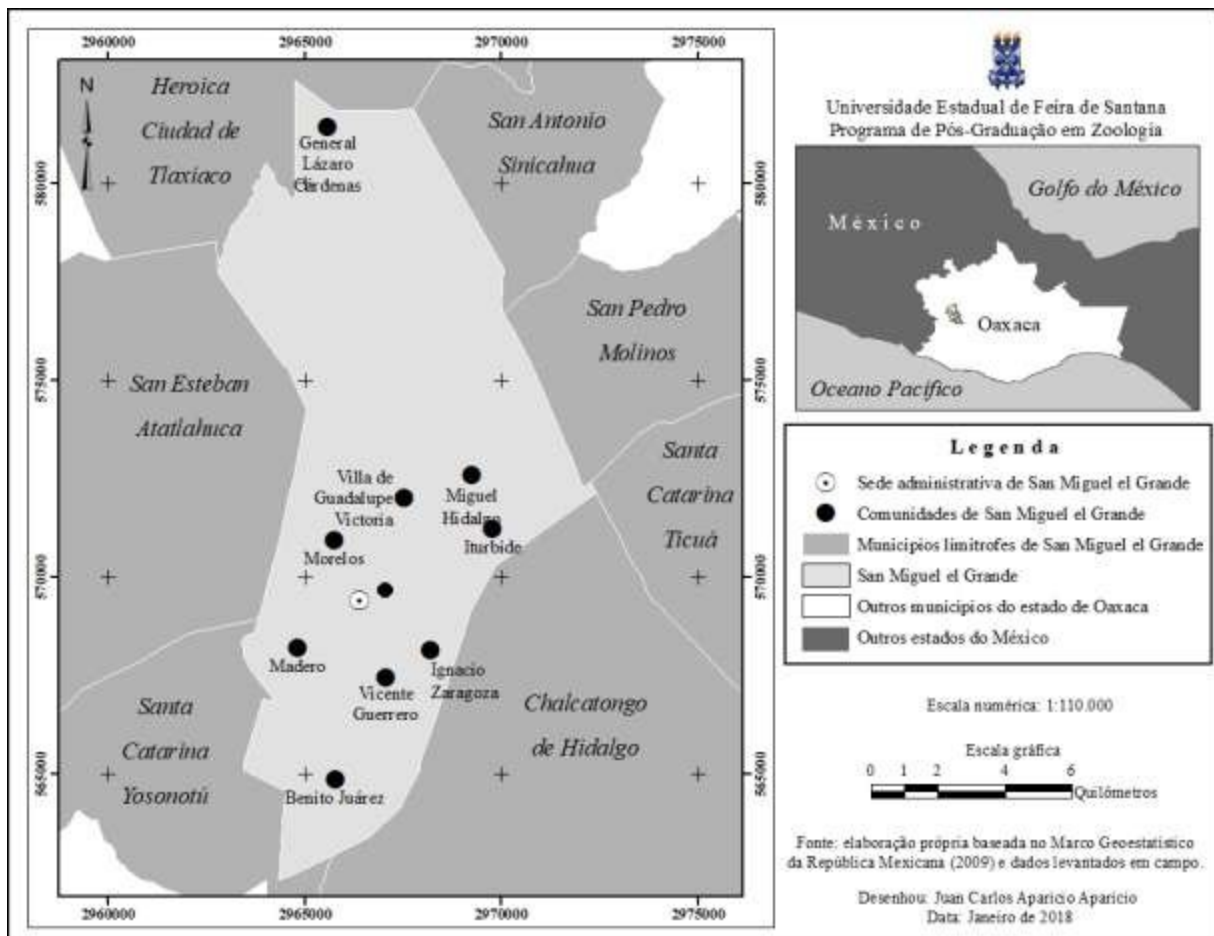 2960000 2965000 2970000 2975000
N
Heroica
Ciudad de
Tlaxiaco
General
Lázaro
Cárdenas
San Antonio
Sinicahua
580000
580000
San Pedro
Molinos
San Esteban
Atatlahuca
575000
575000
Santa
Catarina
Ticuá
Villa de
Guadalupe
Victoria
Miguel
Hidalgo
Iturbide
Morelos
570000
570000
Madero
Ignacio
Zaragoza
Vicente
Guerrero
Santa
Catarina
Yosonotú
Chalcatongo
de Hidalgo
565000
565000
Benito Juárez
2960000 2965000 2970000 2975000
Universidade Estadual de Feira de Santana
Programa de Pós-Graduação em Zoologia
Golfo do México
México
Oaxaca
Oceano Pacífico
Legenda
Sede administrativa de San Miguel el Grande
Comunidades de San Miguel el Grande
Municípios limítrofes de San Miguel el Grande
San Miguel el Grande
Outros municípios do estado de Oaxaca
Outros estados do México
Escala numérica: 1:110.000
Escala gráfica
0 1 2 4 6
Quilômetros
Fonte: elaboração própria baseada no Marco Geoestatístico
da República Mexicana (2009) e dados levantados em campo.
Desenhou: Juan Carlos Aparicio Aparicio
Data: Janeiro de 2018